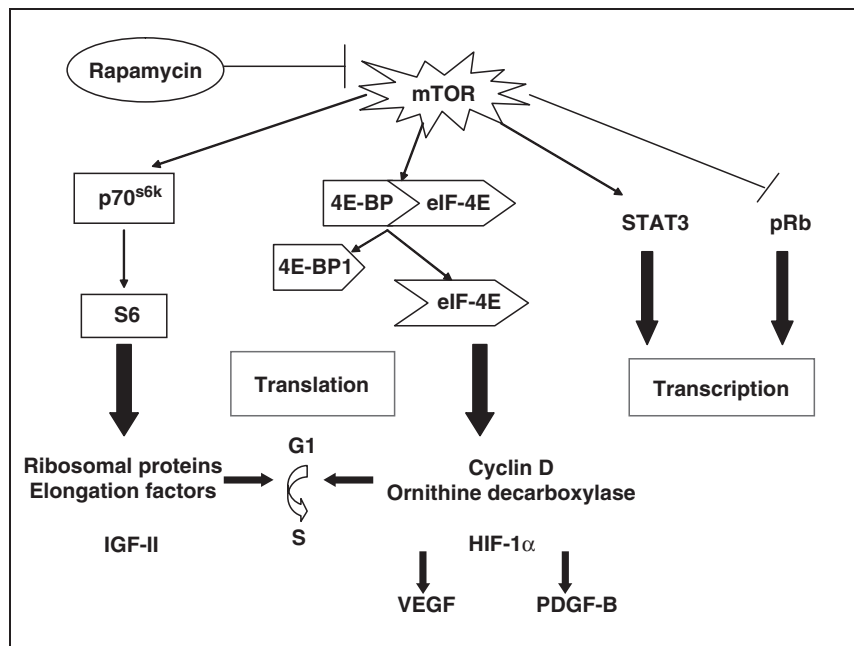 Rapamycin
mTOR
p70s6k
4E-BP
eIF-4E
STAT3
pRb
4E-BP1
eIF-4E
S6
Translation
Transcription
G1
Ribosomal proteins
Elongation factors
Cyclin D
Ornithine decarboxylase
S
IGF-II
HIF-1α
VEGF
PDGF-B